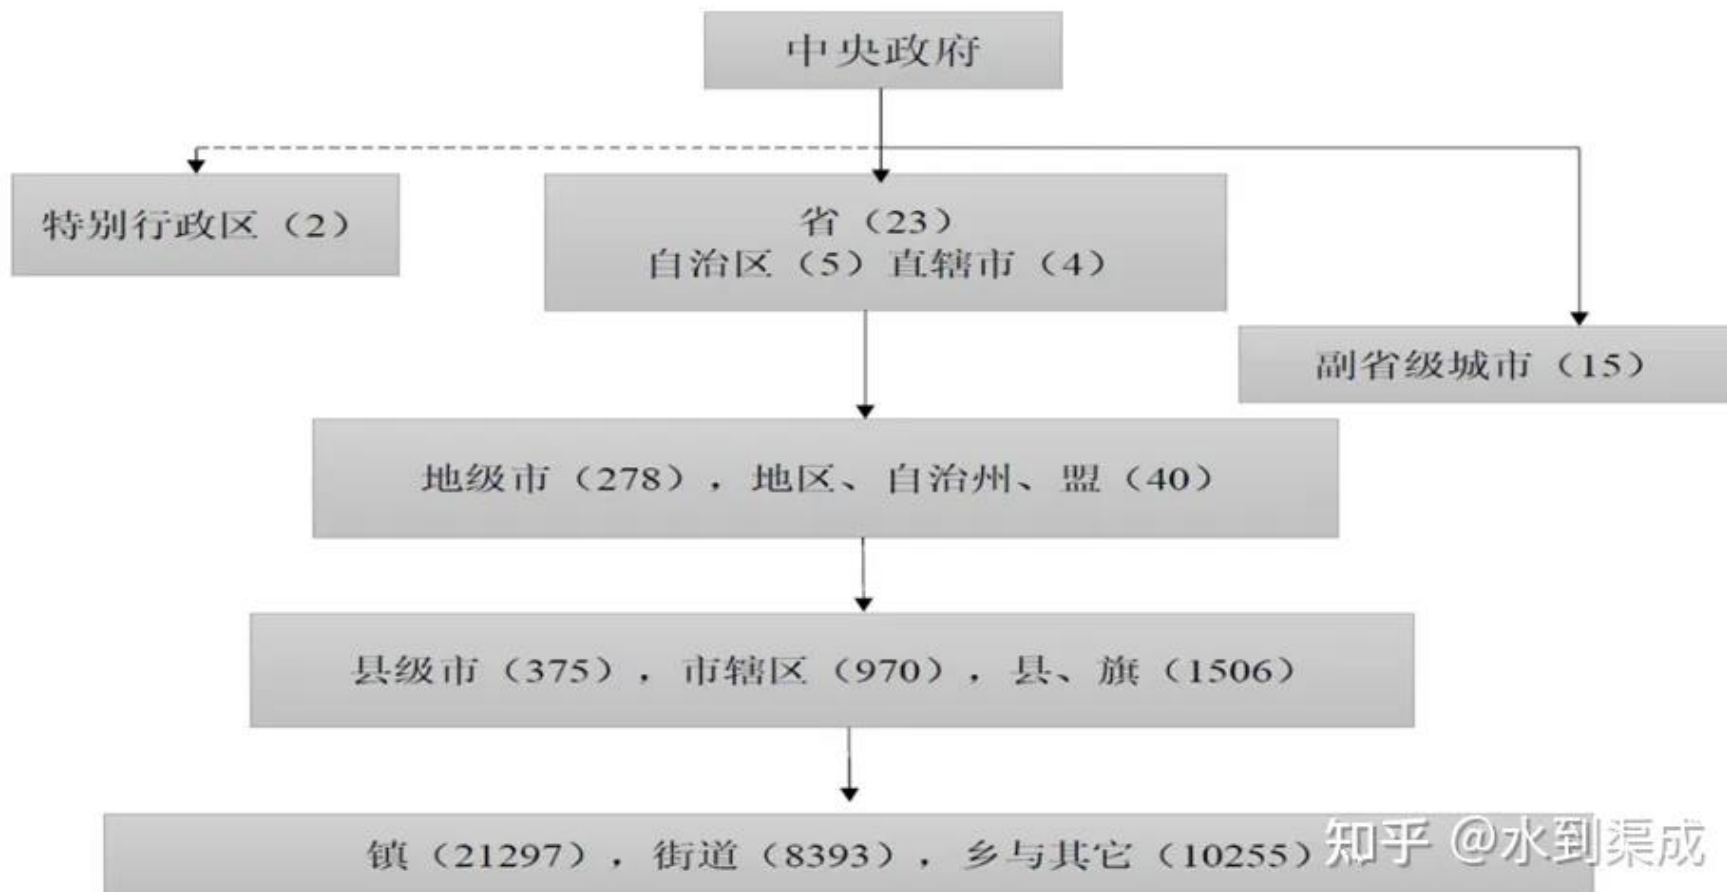 中央政府
特别行政区（2）
省（23）
自治区（5）直辖市（4）
副省级城市（15）
地级市（278），地区、自治州、盟（40）
县级市（375），市辖区（970），县、旗（1506）
镇（21297），街道（8393），乡与其它（10255）
知乎 @水到渠成